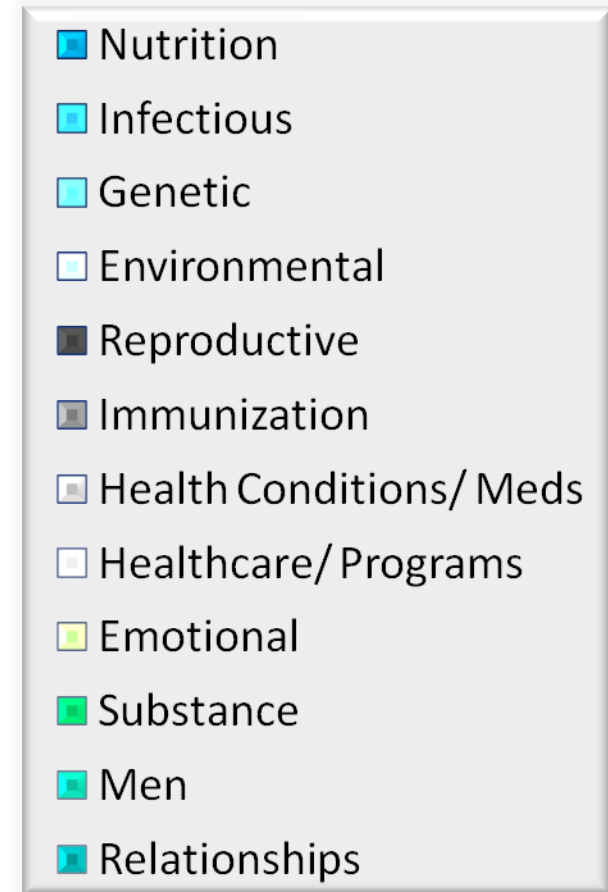 Nutrition
Infectious
Genetic
Environmental
Reproductive
Immunization
Health Conditions/ Meds
Healthcare/ Programs
Emotional
Substance
Men
Relationships